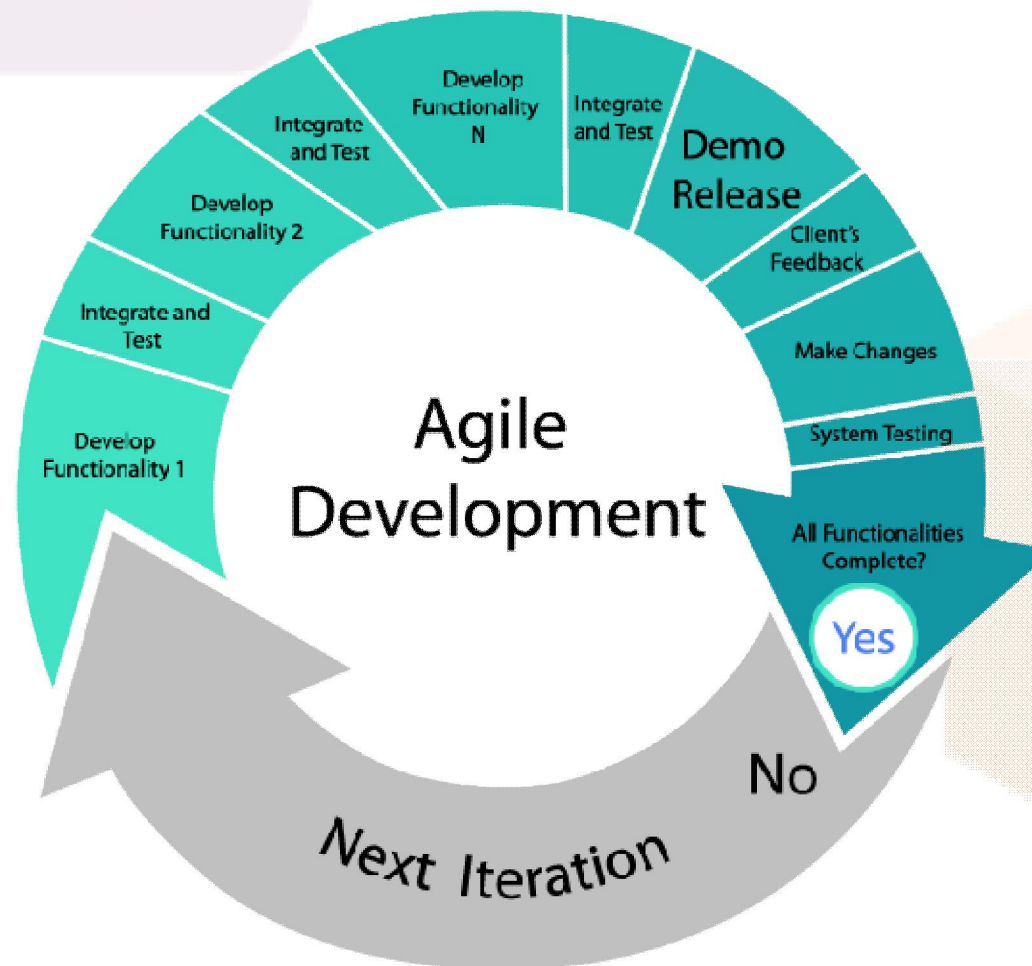 Develop
Functionality 1
Integrate and
Test
Develop
Functionality 2
Integrate
and Test
Develop
Functionality
N
Integrate
and Test
Demo
Release
Client's
Feedback
Make Changes
System Testing
All Functionalities
Complete?
Yes
No
Next Iteration
Agile
Development